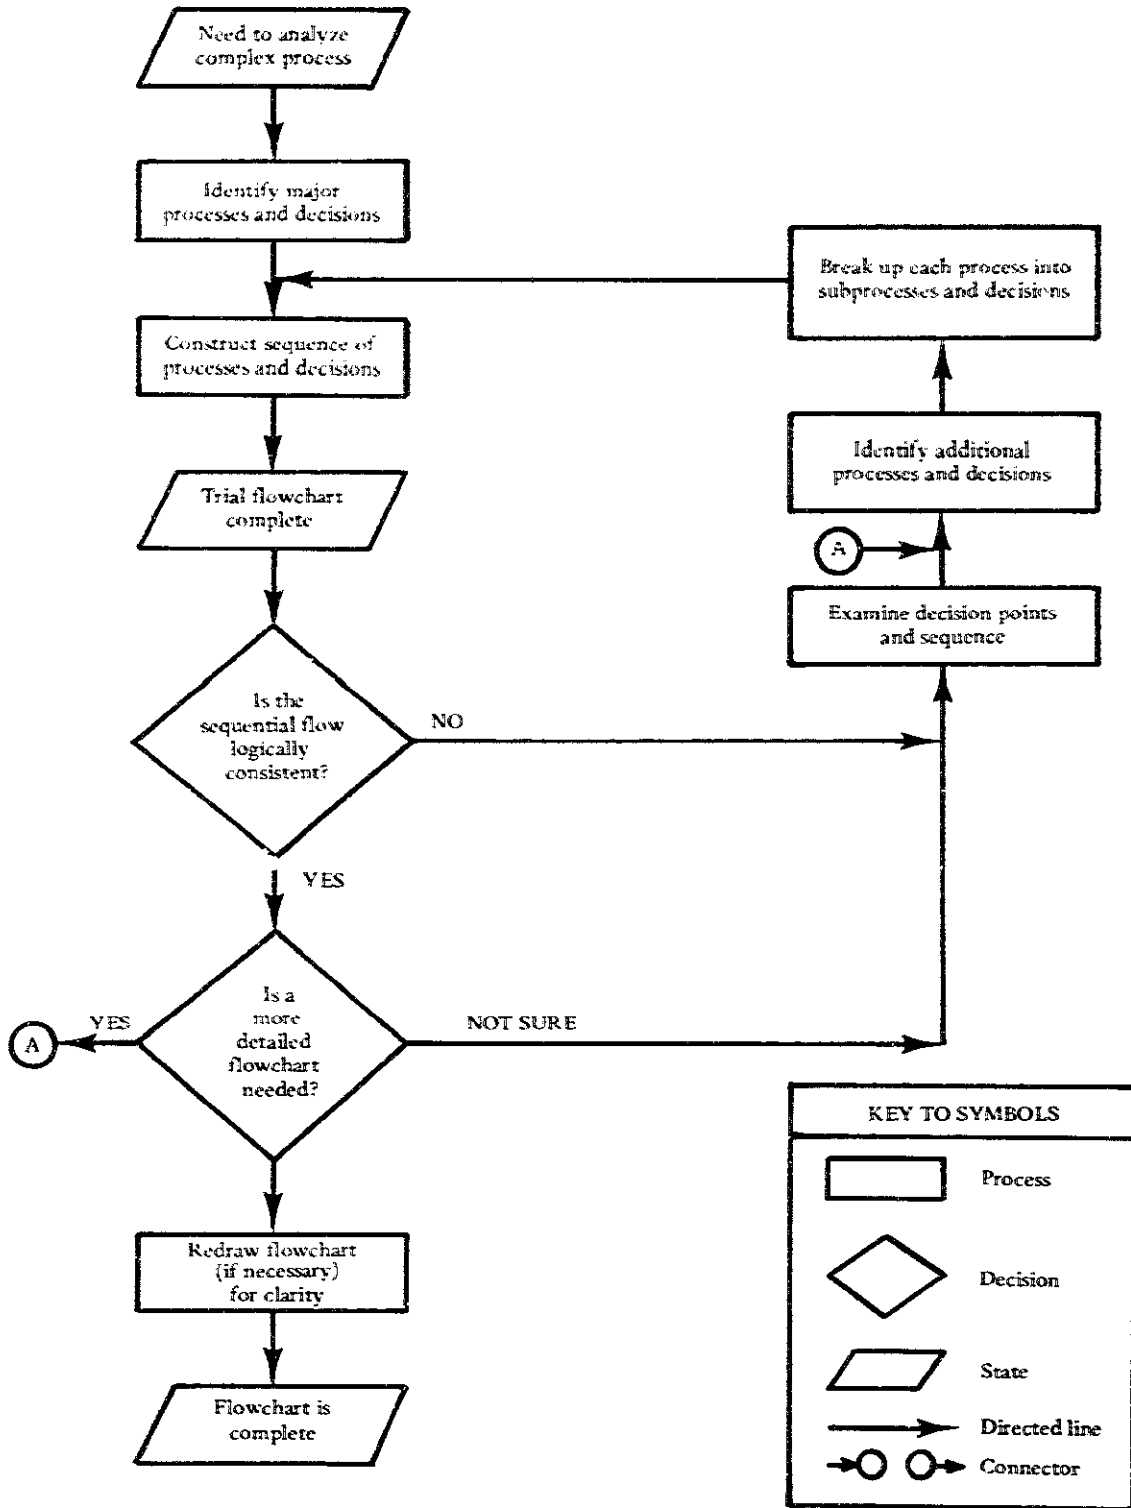 Need to analyze
complex process
Identify major
processes and decisions
Break up each process into
subprocesses and decisions
Construct sequence of
processes and decisions
Identify additional
processes and decisions
Trial flowchart
complete
A
Examine decision points
and sequence
Is the
sequential flow
logically
consistent?
NO
YES
Is a
more
detailed
flowchart
needed?
YES
A
NOT SURE
Redraw flowchart
(if necessary)
for clarity
Flowchart is
complete
KEY TO SYMBOLS
Process
Decision
State
Directed line
Connector